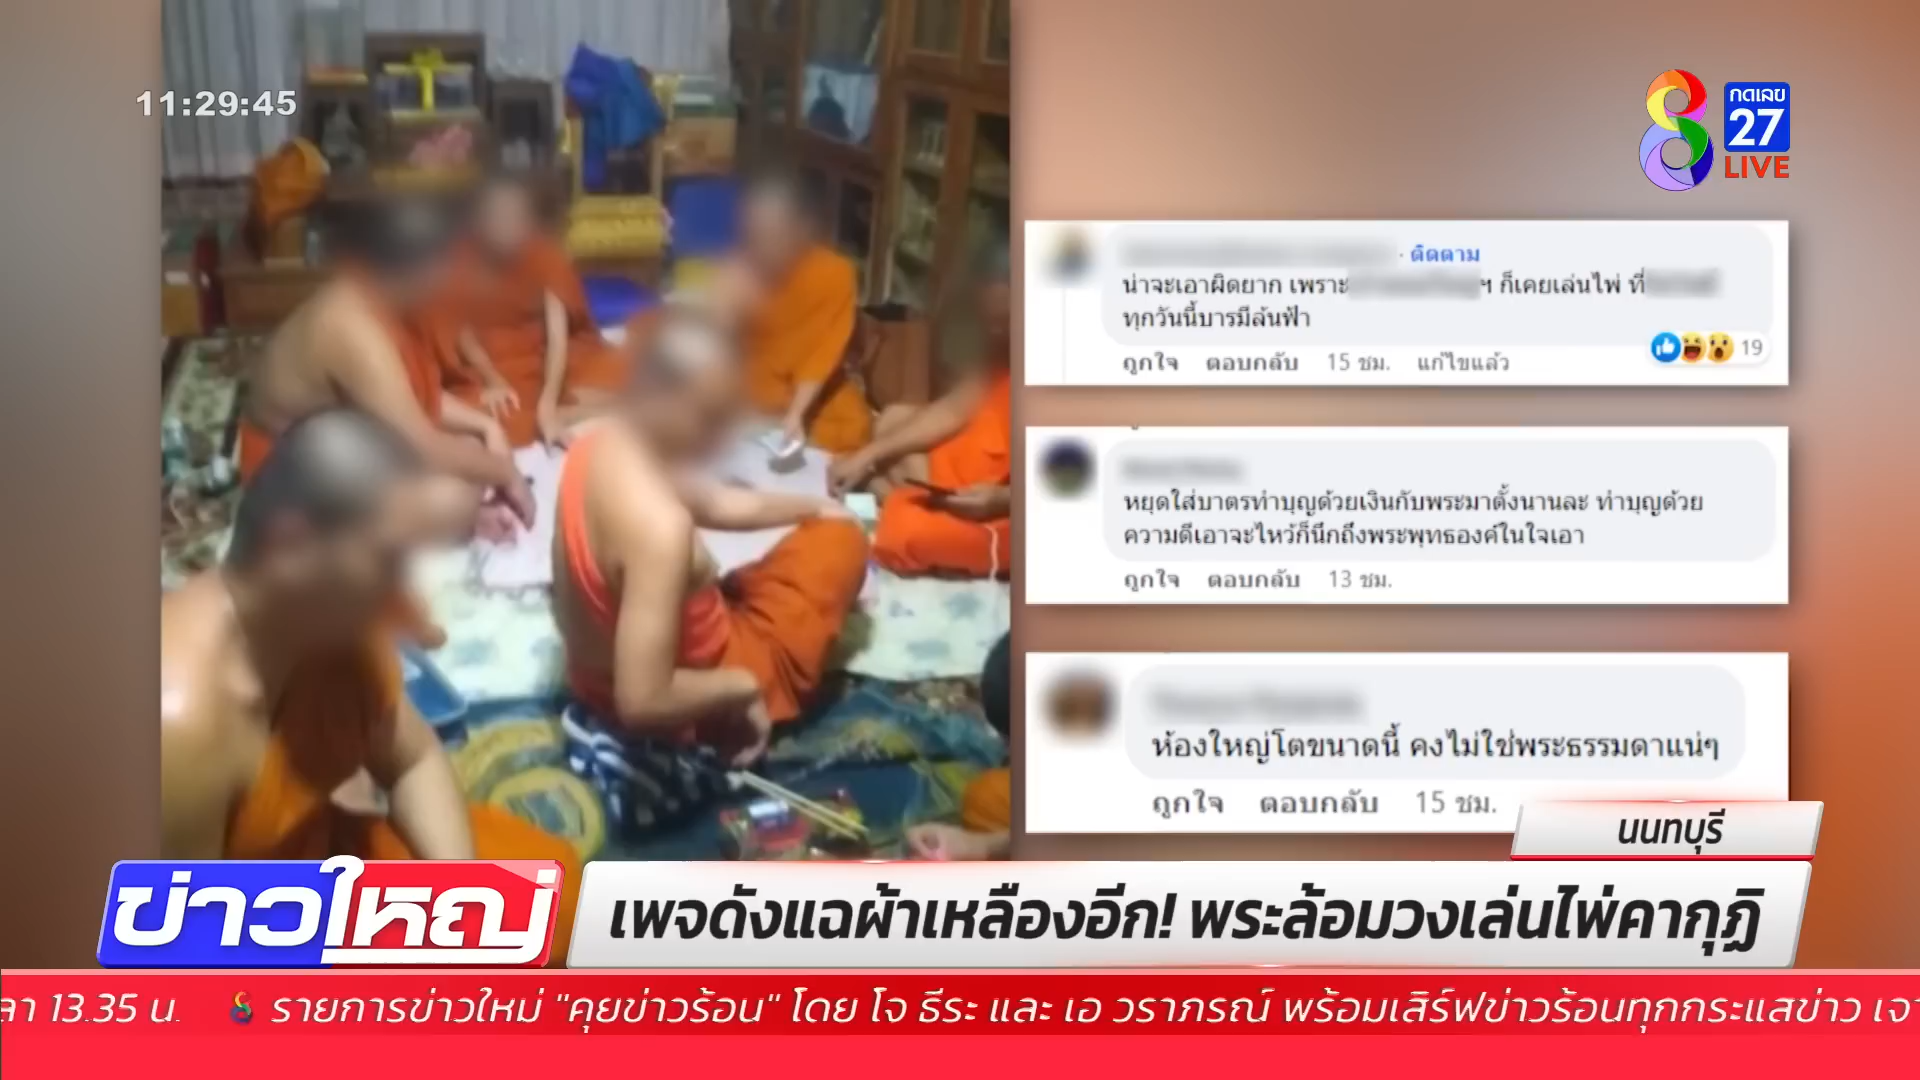 11:29:45
กดเลข
27
LIVE
· ติดตาม
น่าจะเอาผิดยาก เพราะ ฯ ก็เคยเล่นไพ่ ที่
ทุกวันนี้บารมีล้นฟ้า
ถูกใจ ตอบกลับ 15 ชม. แก้ไขแล้ว
19
หยุดใส่บาตรทำบุญด้วยเงินกับพระมาตั้งนานละ ทำบุญด้วย
ความดีเอาจะไหว้ก็นึกถึงพระพุทธองค์ในใจเอา
ถูกใจ ตอบกลับ 13 ชม.
ห้องใหญ่โตขนาดนี้ คงไม่ใช่พระธรรมดาแน่ๆ
ถูกใจ ตอบกลับ 15 ชม.
นนทบุรี
ข่าวใหญ่
เพจดังแฉผ้าเหลืองอีก! พระล้อมวงเล่นไพ่คากุฏิ
ลา 13.35 น. รายการข่าวใหม่ "คุยข่าวร้อน" โดย โจ ธีระ และ เอ วราภรณ์ พร้อมเสิร์ฟข่าวร้อนทุกกระแสข่าว เจา